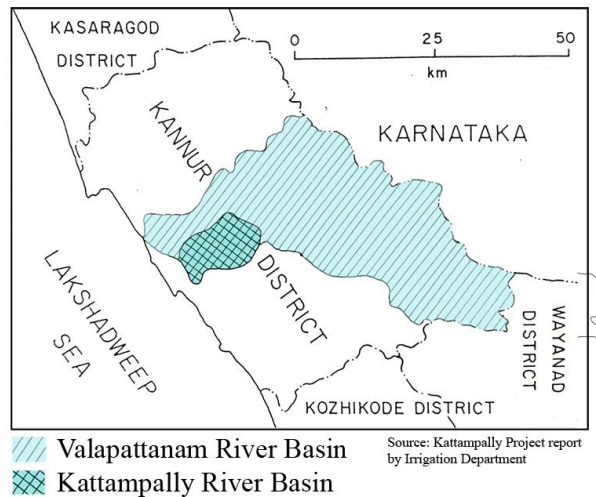 KASARAGOD
DISTRICT
0 25 50
km
KANNUR
KARNATAKA
LAKSHADWEEP
SEA
DISTRICT
WAYANAD
DISTRICT
KOZHIKODE DISTRICT
Valapattanam River Basin
Kattampally River Basin
Source: Kattampally Project report
by Irrigation Department